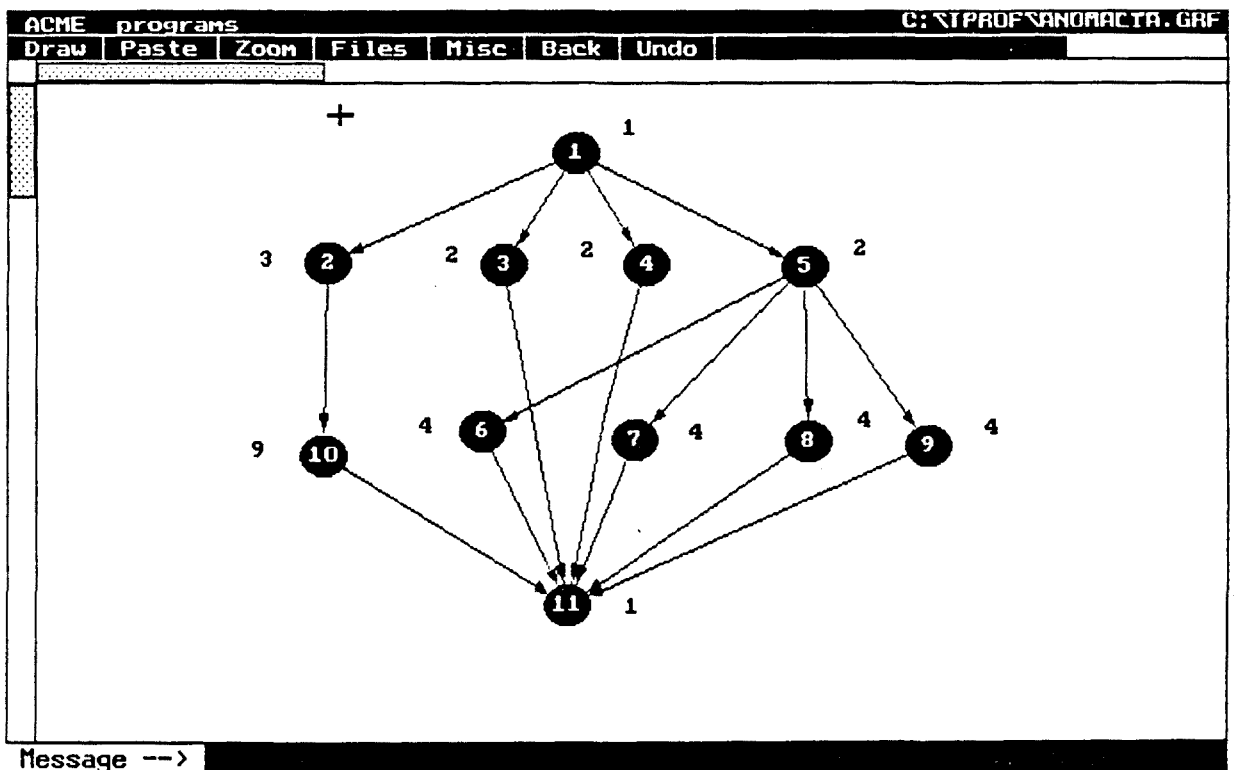 ACME programs C:\TPROF\ANOMACTA.GRF
Draw Paste Zoom Files Misc Back Undo
1
1
3 2 2 3 2 4 5 2
4 6 7 4 8 4 9 4
9 10
11 1
Message -->